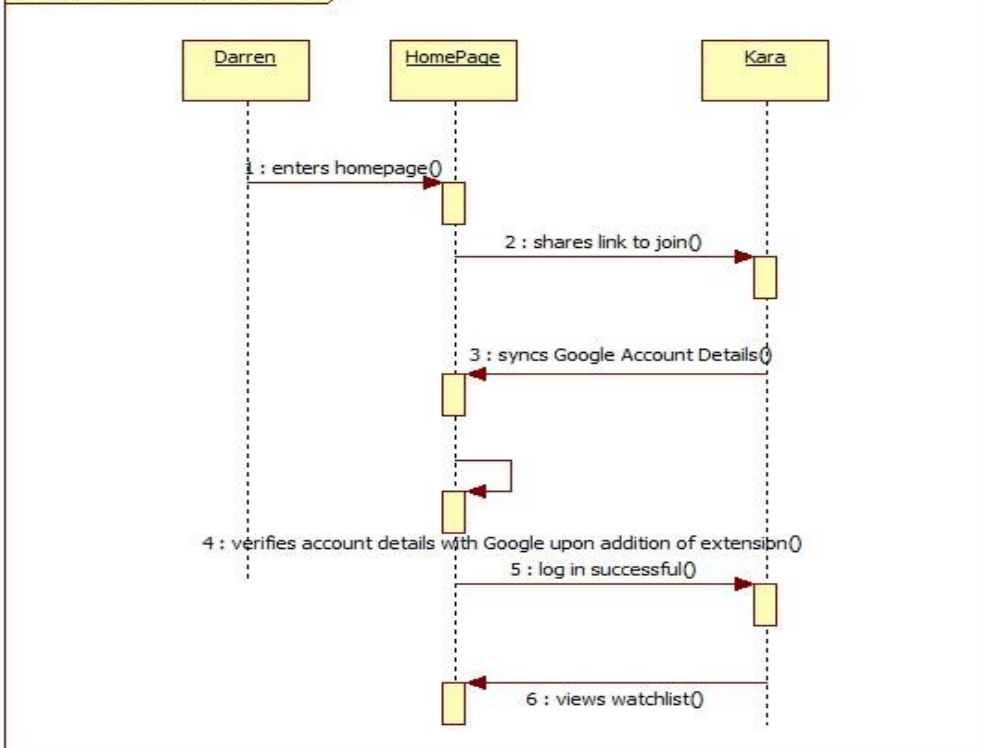 Darren
HomePage
Kara
1 : enters homepage()
2 : shares link to join()
3 : syncs Google Account Details()
4 : verifies account details with Google upon addition of extension()
5 : log in successful()
6 : views watchlist()